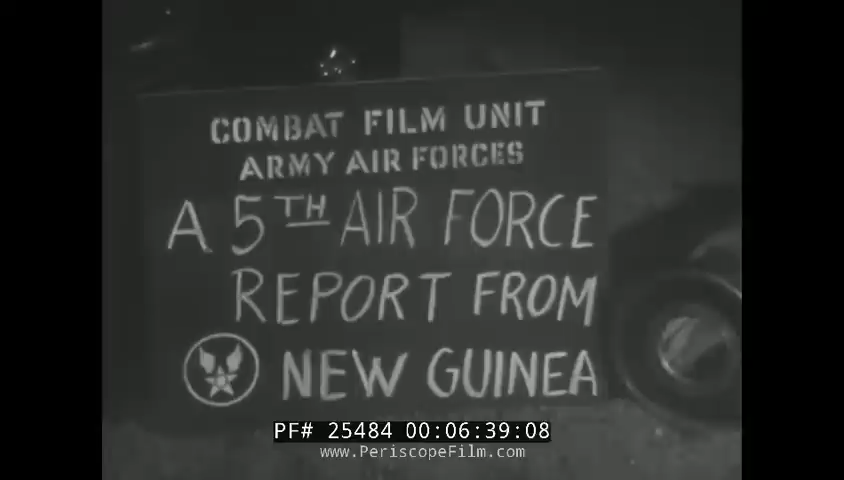 COMBAT FILM UNIT
ARMY AIR FORCES
A 5TH AIR FORCE
REPORT FROM
NEW GUINEA
PF# 25484 00:06:39:08
www.PeriscopeFilm.com